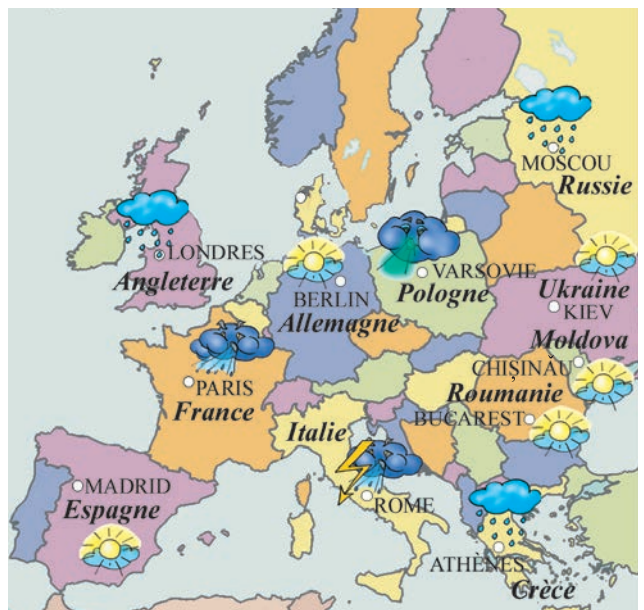 MOSCOU
Russie
LONDRES
Angleterre
VARSOVIE
Pologne
BERLIN
Allemagne
Ukraine
KIEV
Moldova
CHIȘINĂU
Roumanie
BUCAREST
PARIS
France
Italie
MADRID
Espagne
ROME
ATHÈNES
Grèce